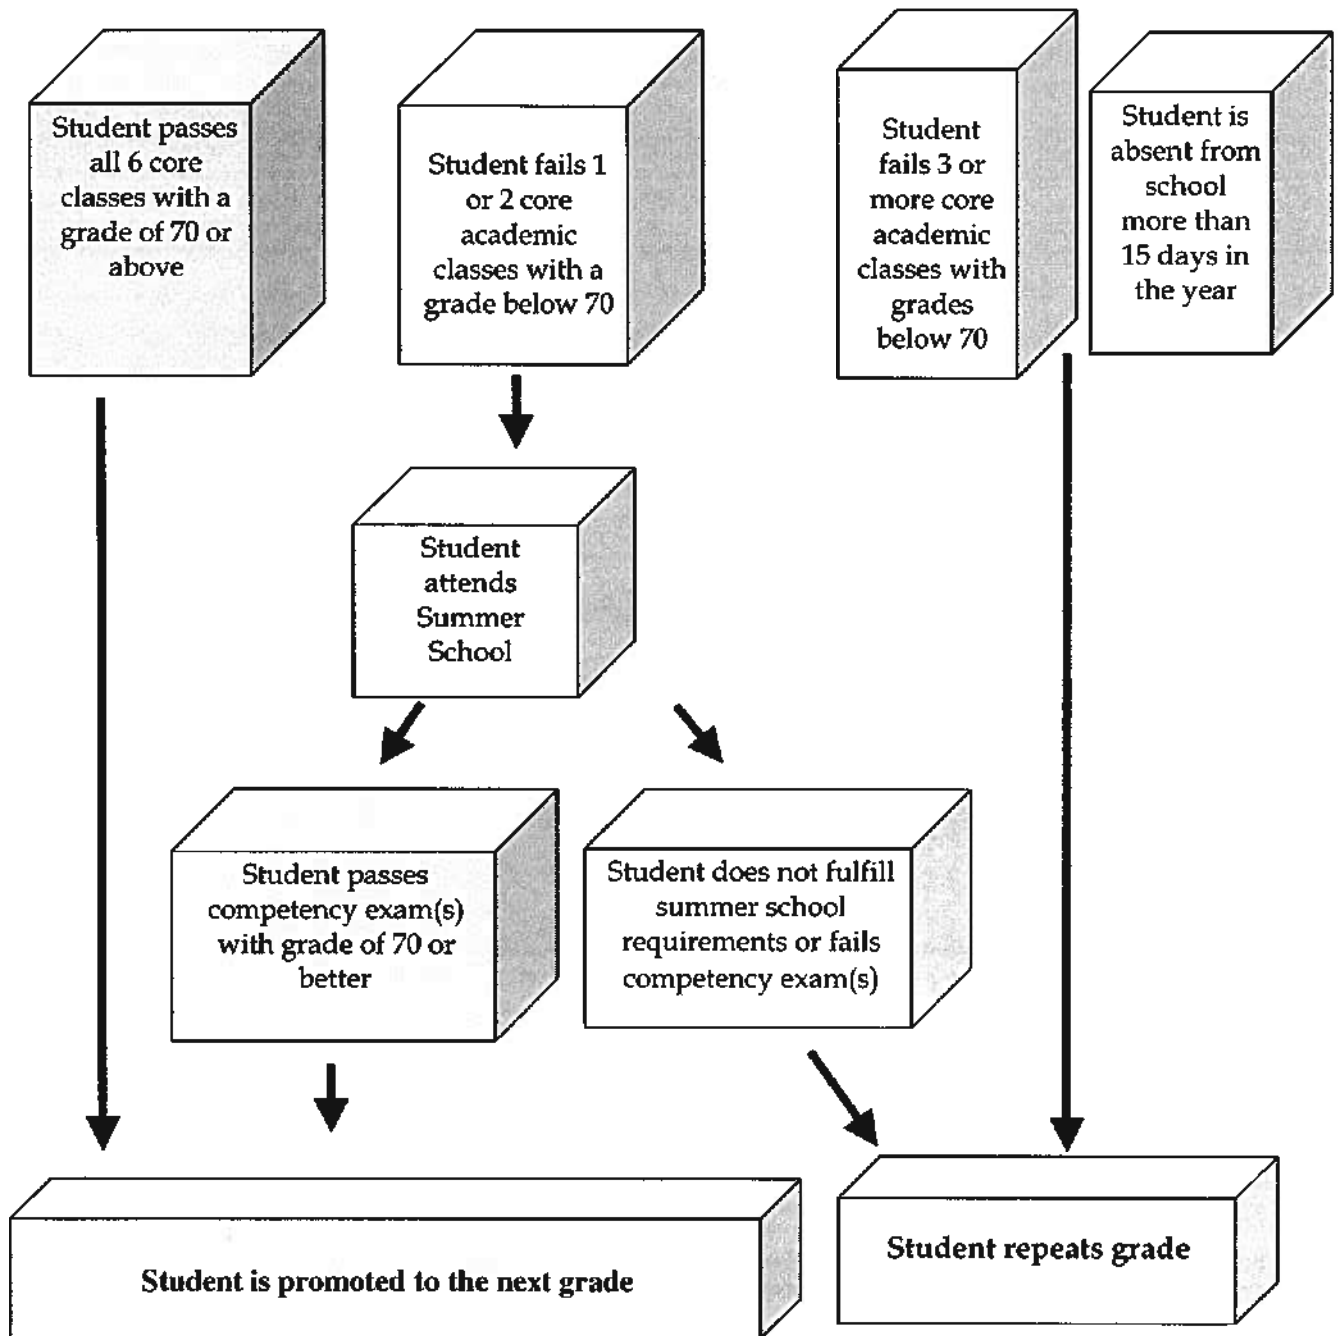 Student passes
all 6 core
classes with a
grade of 70 or
above
Student fails 1
or 2 core
academic
classes with a
grade below 70
Student
fails 3 or
more core
academic
classes with
grades
below 70
Student is
absent from
school
more than
15 days in
the year
Student
attends
Summer
School
Student passes
competency exam(s)
with grade of 70 or
better
Student does not fulfill
summer school
requirements or fails
competency exam(s)
Student is promoted to the next grade
Student repeats grade